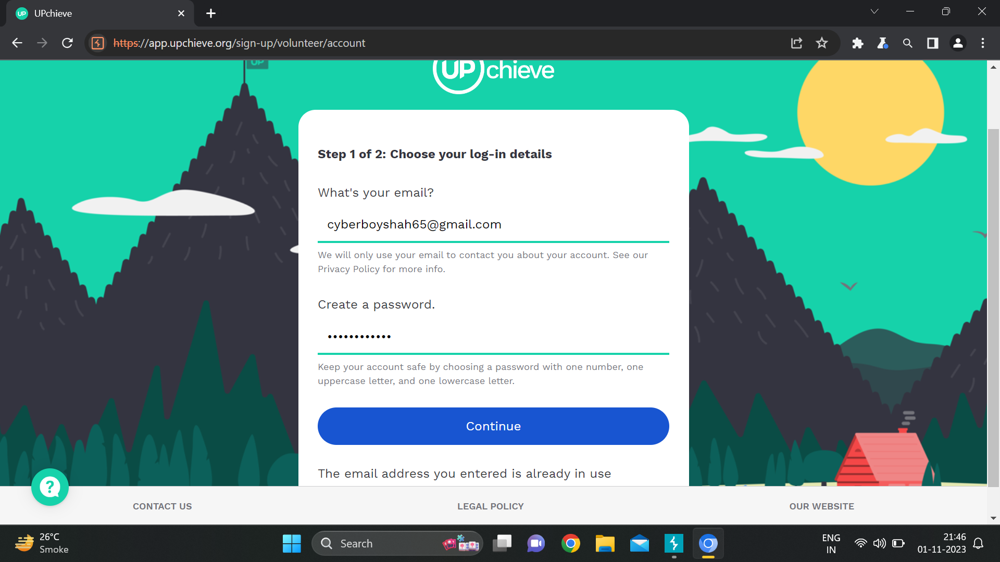 UP UPchieve
https://app.upchieve.org/sign-up/volunteer/account
UP
UPchieve
Step 1 of 2: Choose your log-in details
What's your email?
cyberboyshah65@gmail.com
We will only use your email to contact you about your account. See our
Privacy Policy for more info.
Create a password.
••••••••••••
Keep your account safe by choosing a password with one number, one
uppercase letter, and one lowercase letter.
Continue
The email address you entered is already in use
?
CONTACT US
LEGAL POLICY
OUR WEBSITE
26°C
Smoke
Search
ENG
IN
21:46
01-11-2023